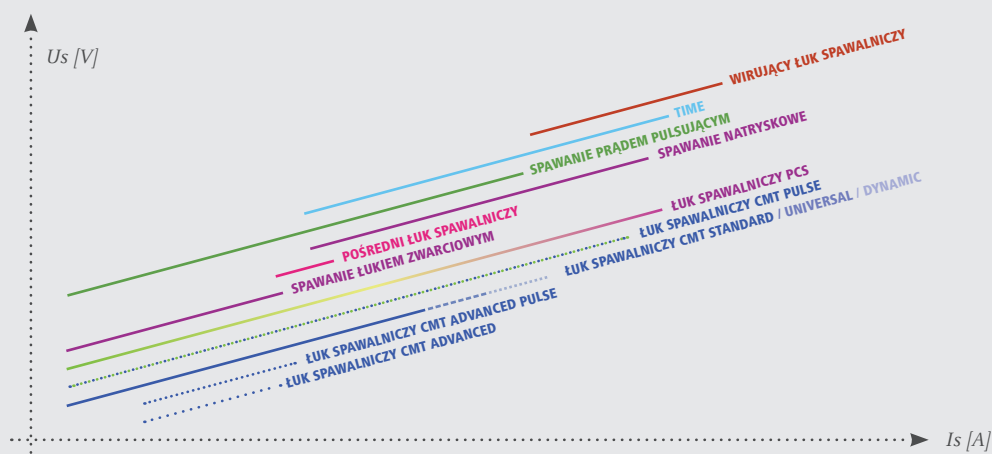 Us [V]
WIRUJĄCY ŁUK SPAWALNICZY
TIME
SPAWANIE PRĄDEM PULSUJĄCYM
SPAWANIE NATRYSKOWE
ŁUK SPAWALNICZY PCS
ŁUK SPAWALNICZY CMT PULSE
ŁUK SPAWALNICZY CMT STANDARD / UNIVERSAL / DYNAMIC
POŚREDNI ŁUK SPAWALNICZY
SPAWANIE ŁUKIEM ZWARCIOWYM
ŁUK SPAWALNICZY CMT ADVANCED PULSE
ŁUK SPAWALNICZY CMT ADVANCED
Is [A]